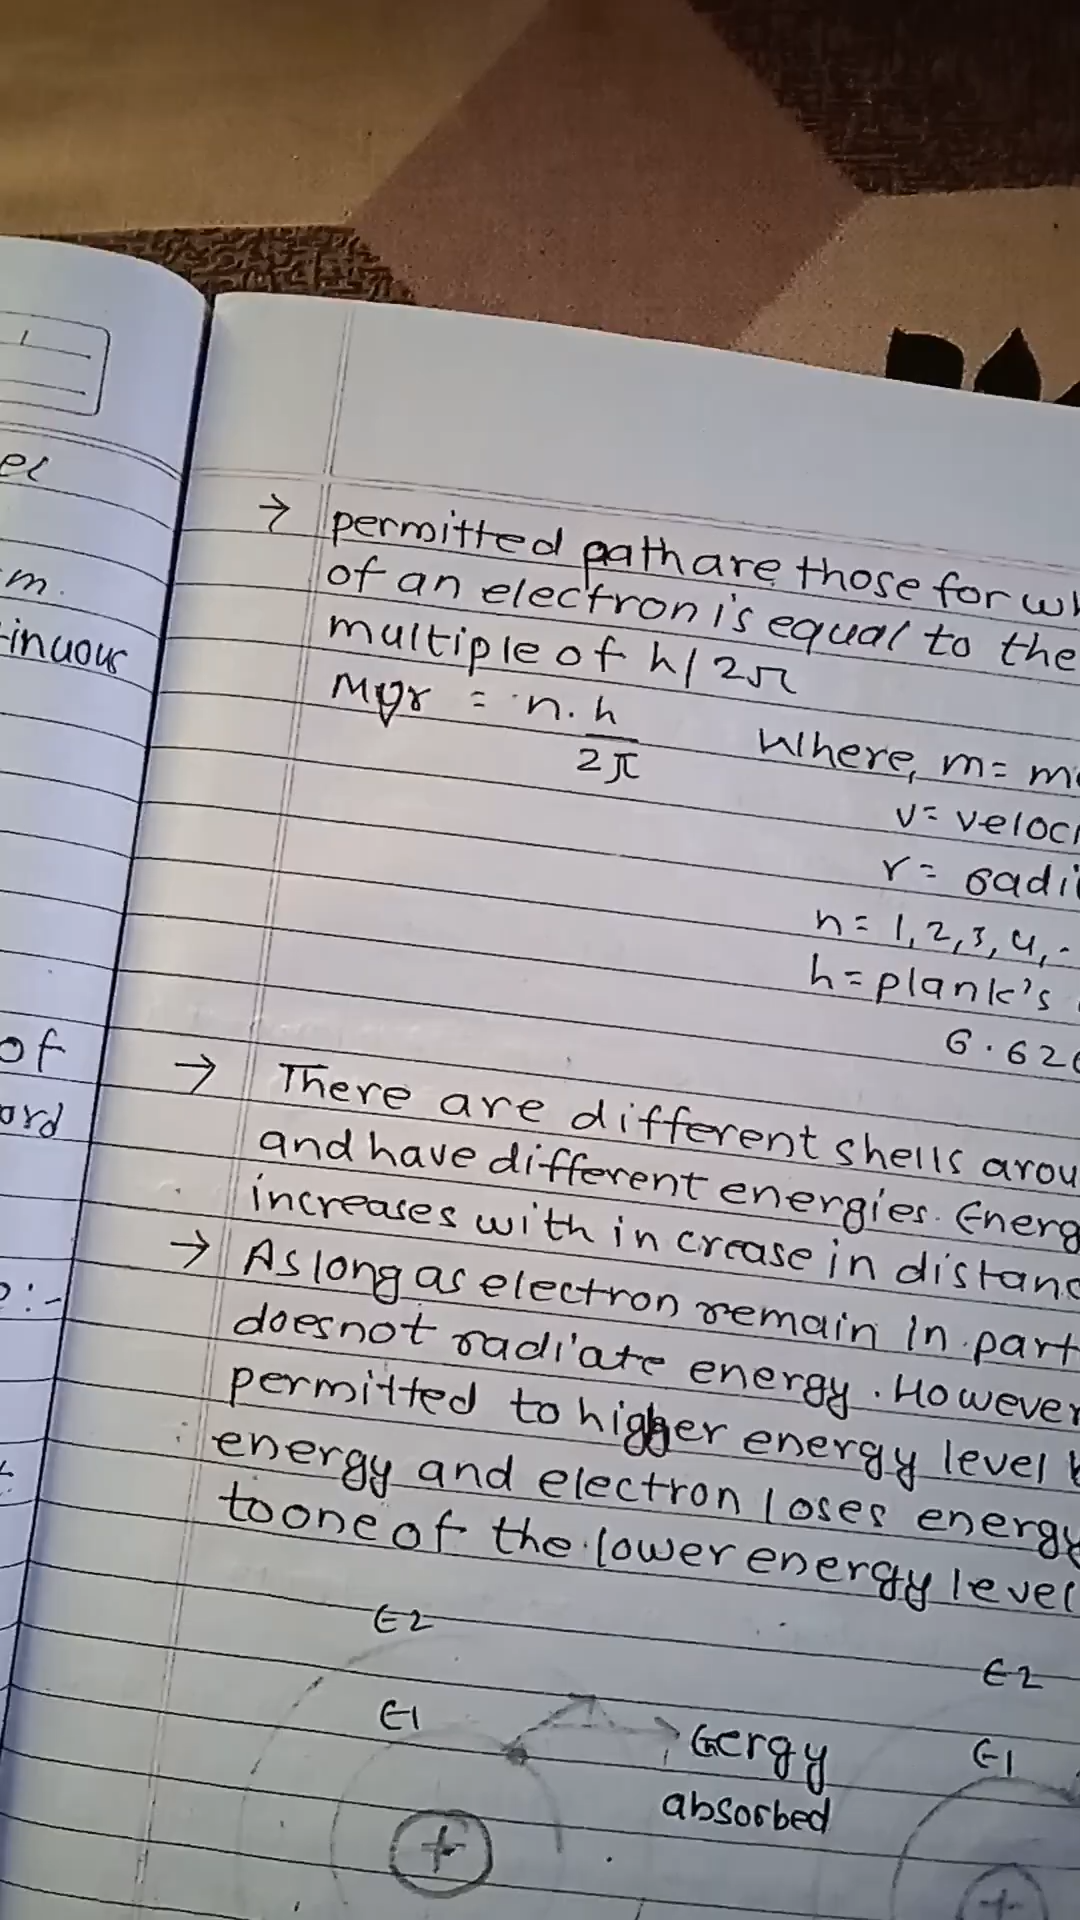 er
m.
tinuous
of
ord
:-
→ permitted path are those for wh
of an electron is equal to the
multiple of h/2π
mvr = n. h
2π
Where, m= m
v= veloci
r= radi
n= 1,2,3,4,-
h= plank's
6.626
→ There are different shells arou
and have different energies. Energ
increases with increase in distanc
→ As long as electron remain in part
doesnot radiate energy. However
permitted to higher energy level b
energy and electron loses energy
to one of the lower energy level
E2
E2
E1
E1
Energy
absorbed
+
+